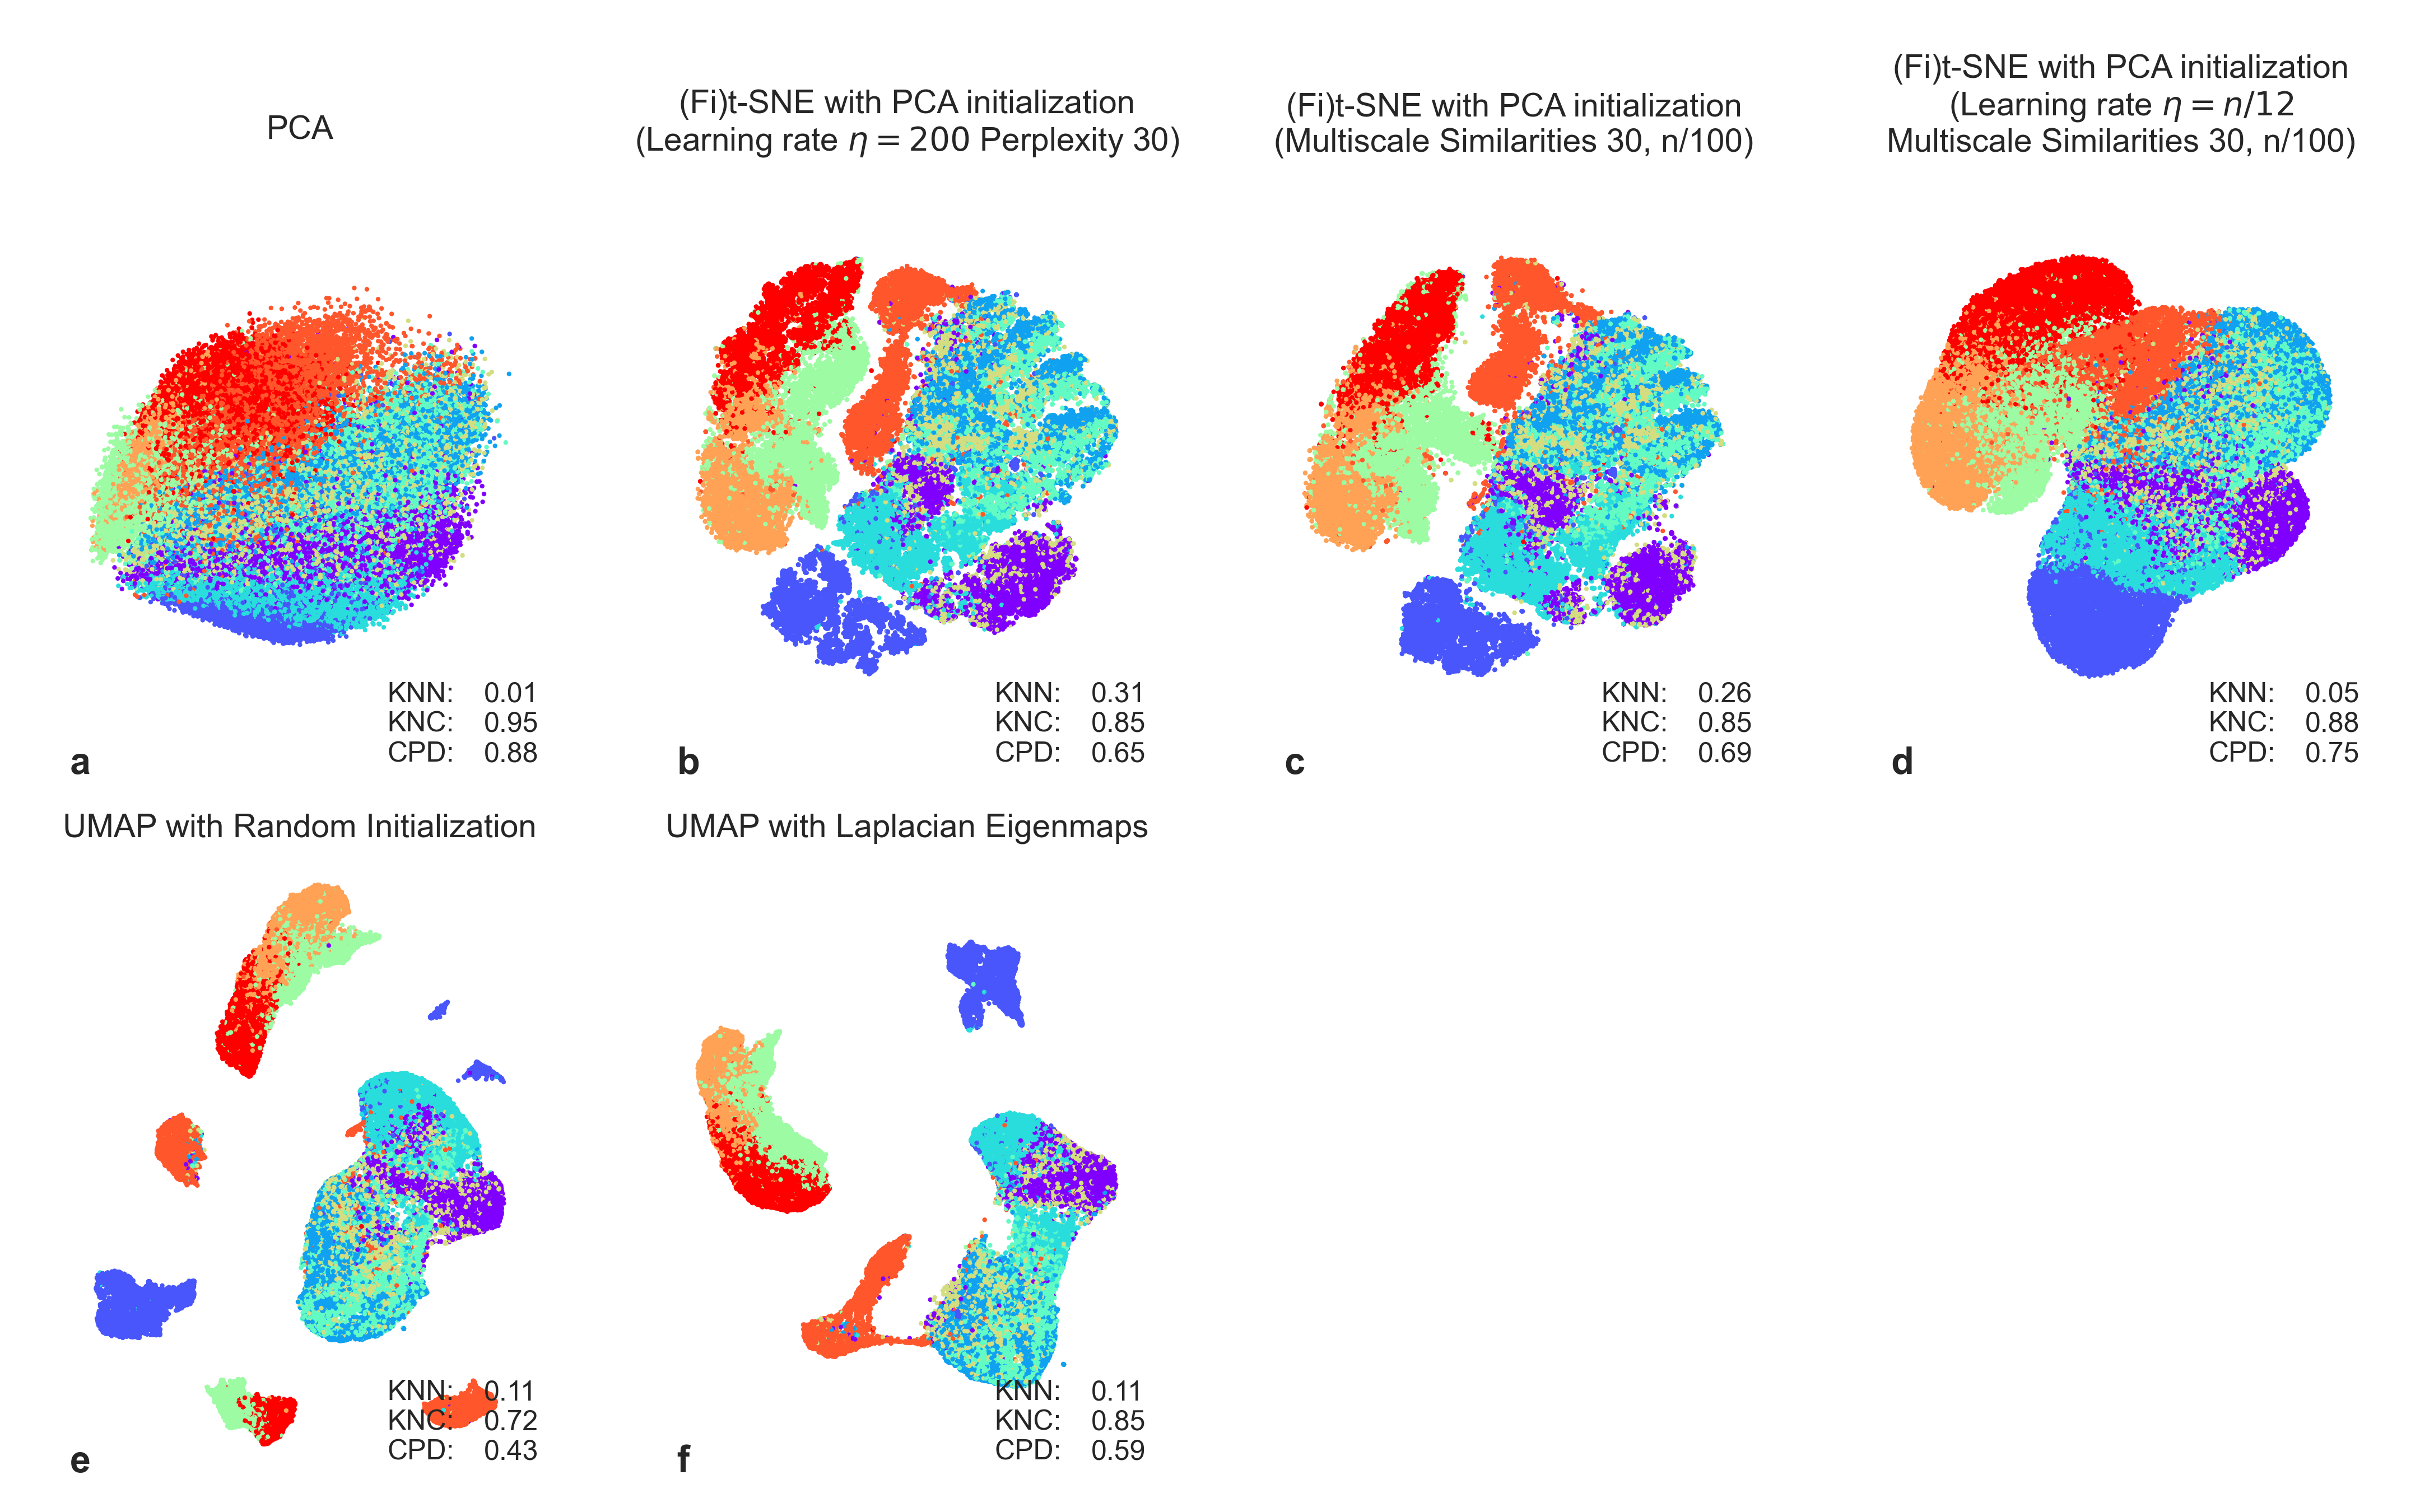 PCA
(Fi)t-SNE with PCA initialization
(Learning rate η = 200 Perplexity 30)
(Fi)t-SNE with PCA initialization
(Multiscale Similarities 30, n/100)
(Fi)t-SNE with PCA initialization
(Learning rate η = n/12
Multiscale Similarities 30, n/100)
KNN: 0.01
KNC: 0.95
CPD: 0.88
a
KNN: 0.31
KNC: 0.85
CPD: 0.65
b
KNN: 0.26
KNC: 0.85
CPD: 0.69
c
KNN: 0.05
KNC: 0.88
CPD: 0.75
d
UMAP with Random Initialization
UMAP with Laplacian Eigenmaps
KNN: 0.11
KNC: 0.72
CPD: 0.43
e
KNN: 0.11
KNC: 0.85
CPD: 0.59
f